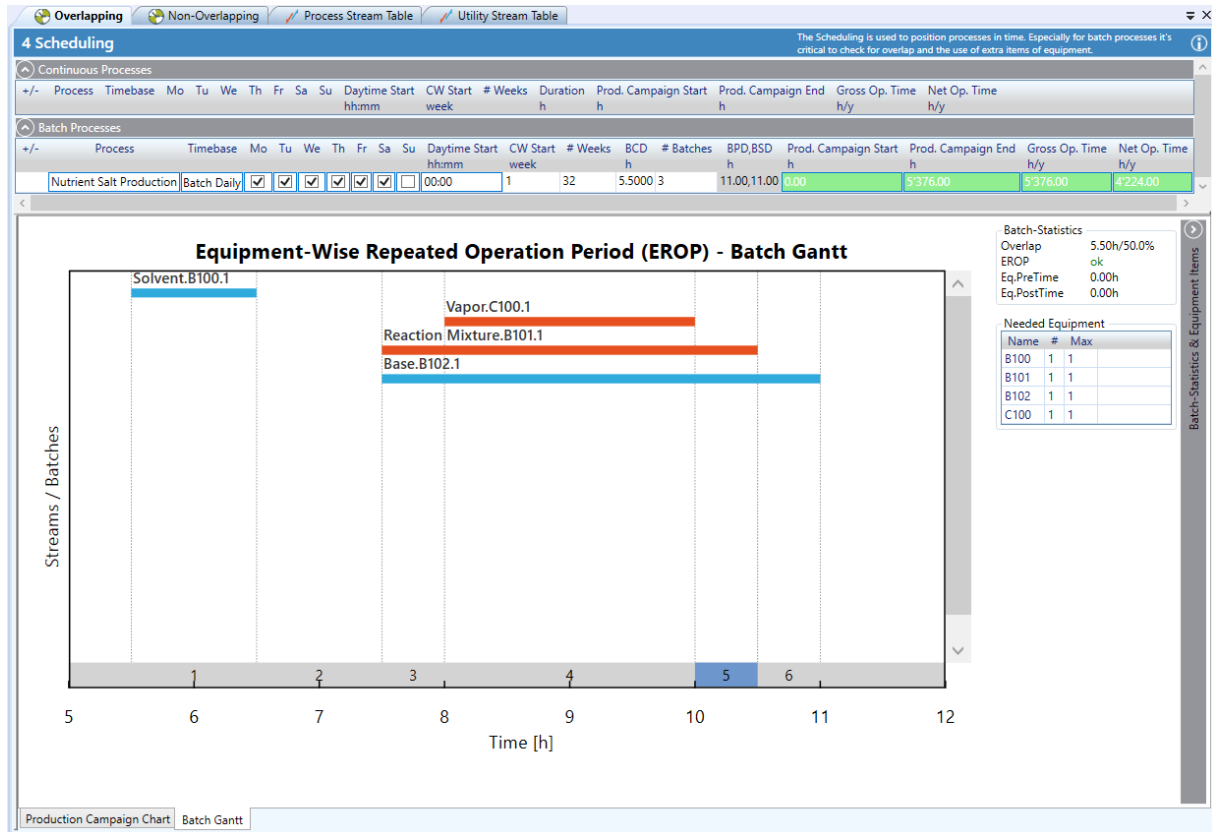 Overlapping Non-Overlapping Process Stream Table Utility Stream Table
4 Scheduling
The Scheduling is used to position processes in time. Especially for batch processes it's
critical to check for overlap and the use of extra items of equipment.
Continuous Processes
+/- Process Timebase Mo Tu We Th Fr Sa Su Daytime Start CW Start # Weeks Duration Prod. Campaign Start Prod. Campaign End Gross Op. Time Net Op. Time
hh:mm week h h h h/y h/y
Batch Processes
+/- Process Timebase Mo Tu We Th Fr Sa Su Daytime Start CW Start # Weeks BCD # Batches BPD,BSD Prod. Campaign Start Prod. Campaign End Gross Op. Time Net Op. Time
hh:mm week h h h h h/y h/y
Nutrient Salt Production Batch Daily 00:00 1 32 5.5000 3 11.00,11.00 0.00 5'376.00 5'376.00 4'224.00
Equipment-Wise Repeated Operation Period (EROP) - Batch Gantt
Solvent.B100.1
Vapor.C100.1
Reaction Mixture.B101.1
Base.B102.1
Streams / Batches
1 2 3 4 5 6
5 6 7 8 9 10 11 12
Time [h]
Batch-Statistics
Overlap 5.50h/50.0%
EROP ok
Eq.PreTime 0.00h
Eq.PostTime 0.00h
Needed Equipment
Name # Max
B100 1 1
B101 1 1
B102 1 1
C100 1 1
Batch-Statistics & Equipment Items
Production Campaign Chart Batch Gantt